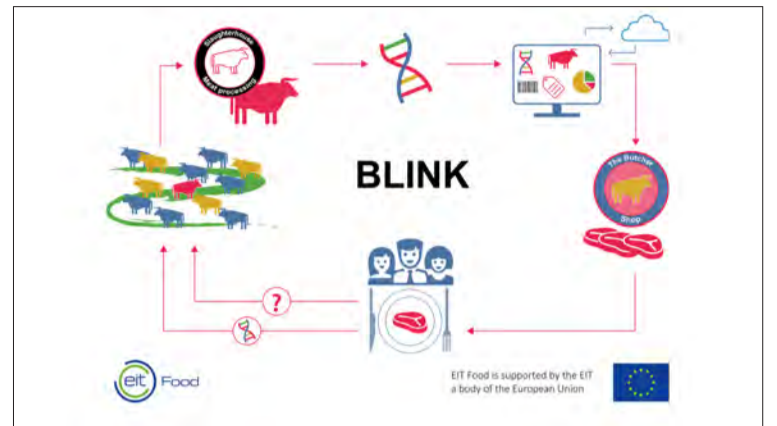 Slaughterhouse
Meat processing
The Butcher
Shop
BLINK
?
eit Food
EIT Food is supported by the EIT
a body of the European Union